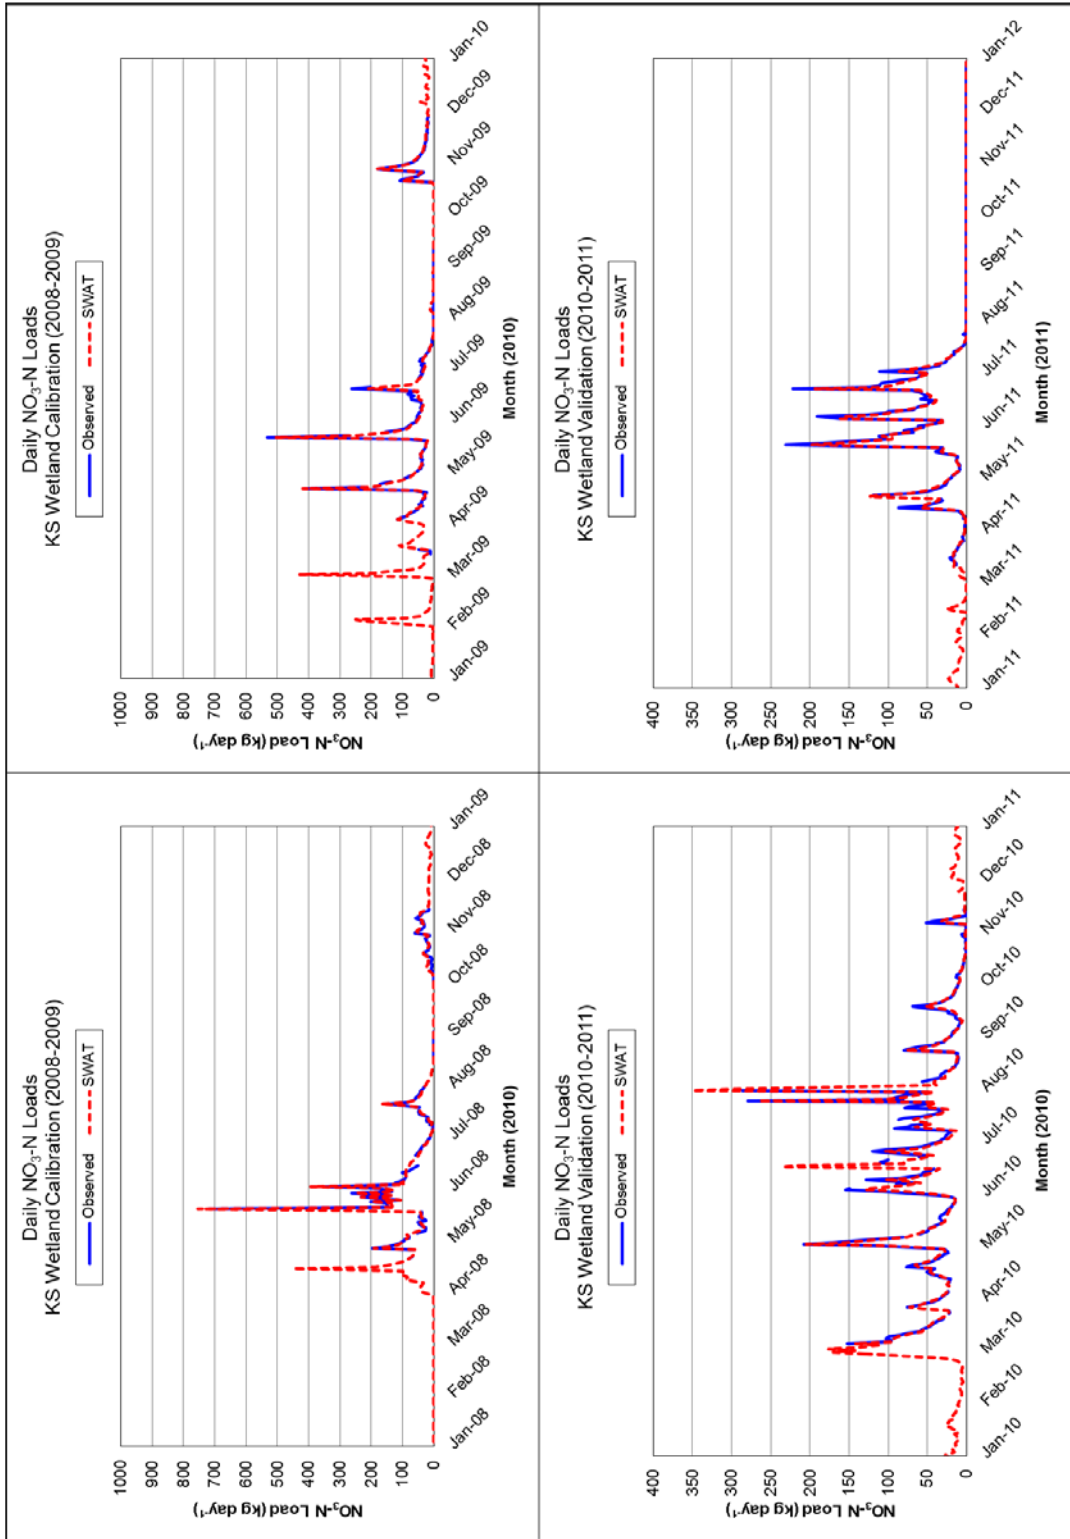 Daily NO₃-N Loads
KS Wetland Calibration (2008-2009)
Observed SWAT
NO₃-N Load (kg day⁻¹)
1000
900
800
700
600
500
400
300
200
100
0
Jan-08 Feb-08 Mar-08 Apr-08 May-08 Jun-08 Jul-08 Aug-08 Sep-08 Oct-08 Nov-08 Dec-08 Jan-09
Month (2010)
Daily NO₃-N Loads
KS Wetland Calibration (2008-2009)
Observed SWAT
NO₃-N Load (kg day⁻¹)
1000
900
800
700
600
500
400
300
200
100
0
Jan-09 Feb-09 Mar-09 Apr-09 May-09 Jun-09 Jul-09 Aug-09 Sep-09 Oct-09 Nov-09 Dec-09 Jan-10
Month (2010)
Daily NO₃-N Loads
KS Wetland Validation (2010-2011)
Observed SWAT
NO₃-N Load (kg day⁻¹)
400
350
300
250
200
150
100
50
0
Jan-10 Feb-10 Mar-10 Apr-10 May-10 Jun-10 Jul-10 Aug-10 Sep-10 Oct-10 Nov-10 Dec-10 Jan-11
Month (2010)
Daily NO₃-N Loads
KS Wetland Validation (2010-2011)
Observed SWAT
NO₃-N Load (kg day⁻¹)
400
350
300
250
200
150
100
50
0
Jan-11 Feb-11 Mar-11 Apr-11 May-11 Jun-11 Jul-11 Aug-11 Sep-11 Oct-11 Nov-11 Dec-11 Jan-12
Month (2011)